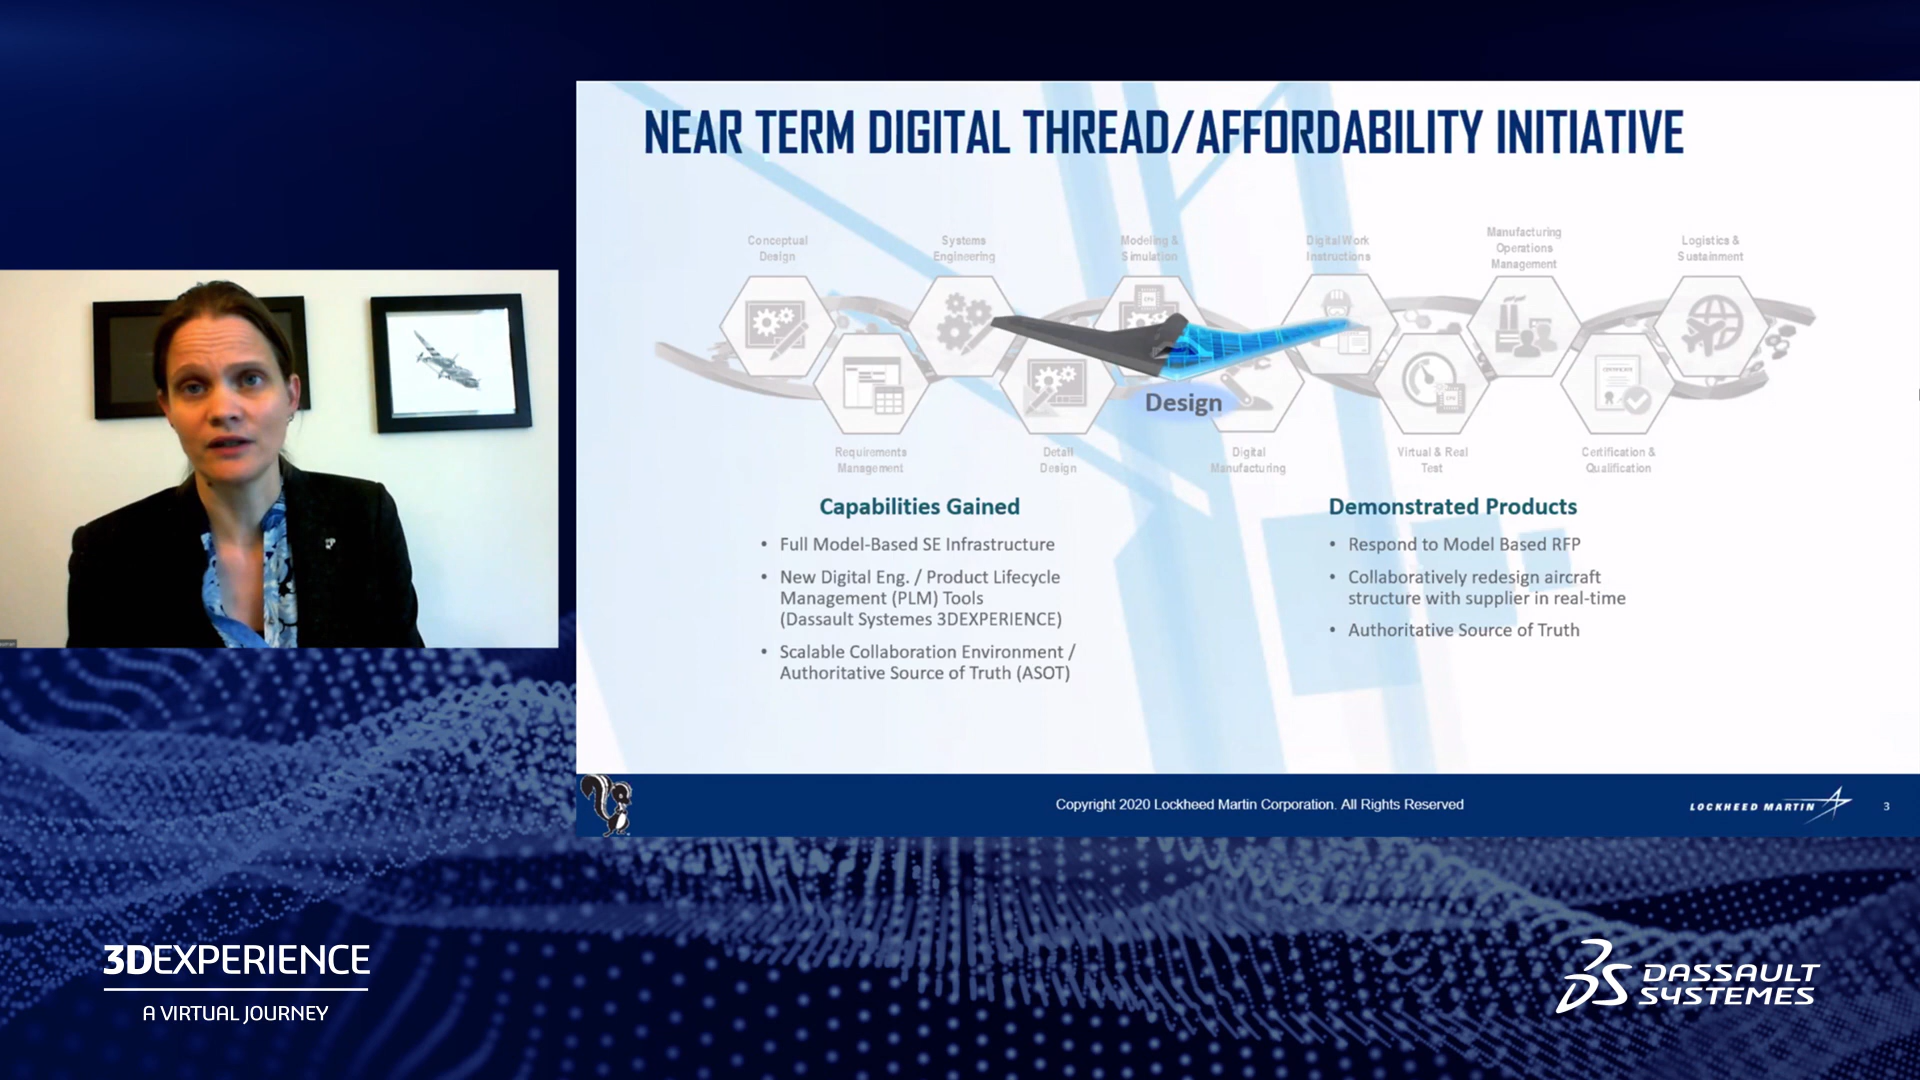 NEAR TERM DIGITAL THREAD/AFFORDABILITY INITIATIVE
Conceptual
Design
Systems
Engineering
Modeling &
Simulation
Digital Work
Instructions
Manufacturing
Operations
Management
Logistics &
Sustainment
CPU
CPU
CERTIFICATE
Design
Requirements
Management
Detail
Design
Digital
Manufacturing
Virtual & Real
Test
Certification &
Qualification
Capabilities Gained
• Full Model-Based SE Infrastructure
• New Digital Eng. / Product Lifecycle
Management (PLM) Tools
(Dassault Systemes 3DEXPERIENCE)
• Scalable Collaboration Environment /
Authoritative Source of Truth (ASOT)
Demonstrated Products
• Respond to Model Based RFP
• Collaboratively redesign aircraft
structure with supplier in real-time
• Authoritative Source of Truth
Copyright 2020 Lockheed Martin Corporation. All Rights Reserved
LOCKHEED MARTIN
3
3DEXPERIENCE
A VIRTUAL JOURNEY
3DS DASSAULT
SYSTEMES